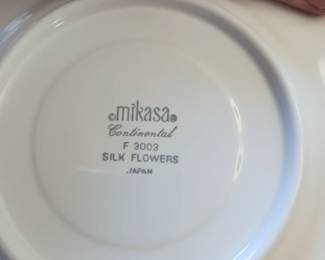 ©mikasa®
Continental
F 3003
SILK FLOWERS
JAPAN